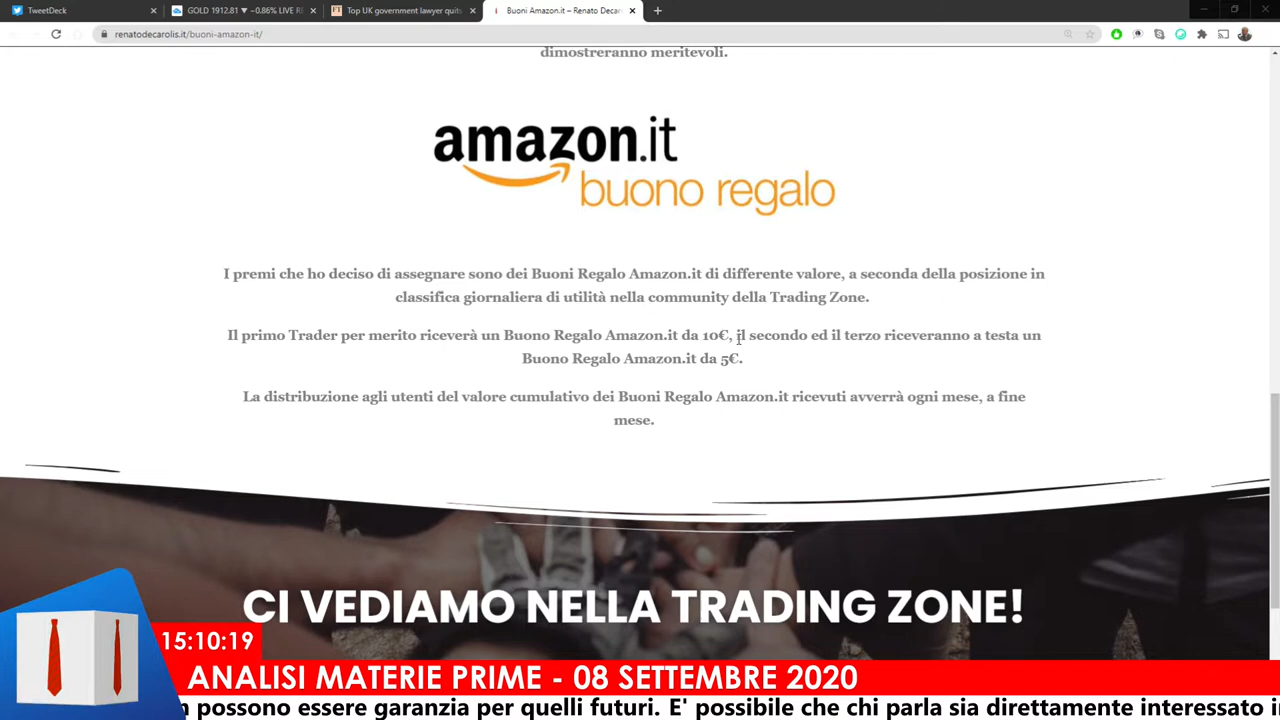 TweetDeck
GOLD 1912.81 ▼ −0.86% LIVE R
FT Top UK government lawyer quits
Buoni Amazon.it – Renato Decar
renatodecarolis.it/buoni-amazon-it/
dimostreranno meritevoli.
amazon.it
buono regalo
I premi che ho deciso di assegnare sono dei Buoni Regalo Amazon.it di differente valore, a seconda della posizione in
classifica giornaliera di utilità nella community della Trading Zone.
Il primo Trader per merito riceverà un Buono Regalo Amazon.it da 10€, il secondo ed il terzo riceveranno a testa un
Buono Regalo Amazon.it da 5€.
La distribuzione agli utenti del valore cumulativo dei Buoni Regalo Amazon.it ricevuti avverrà ogni mese, a fine
mese.
CI VEDIAMO NELLA TRADING ZONE!
15:10:19
ANALISI MATERIE PRIME - 08 SETTEMBRE 2020
n possono essere garanzia per quelli futuri. E' possibile che chi parla sia direttamente interessato i